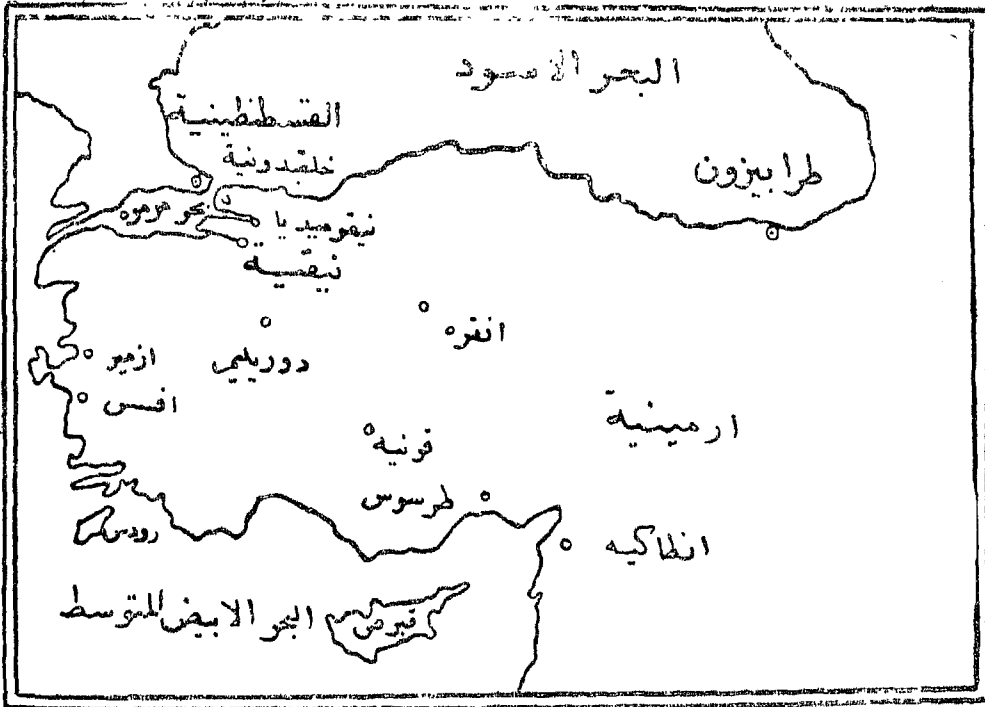 البحر الاسود
القسطنطينية
خلقدونية
طرابيزون
بحر مرمره
نيقوميديا
نيقية
انقره
ازمير
دوريليم
افسس
ارمينية
قونيه
طرسوس
رودس
انطاكيه
البحر الابيض المتوسط
قبرص